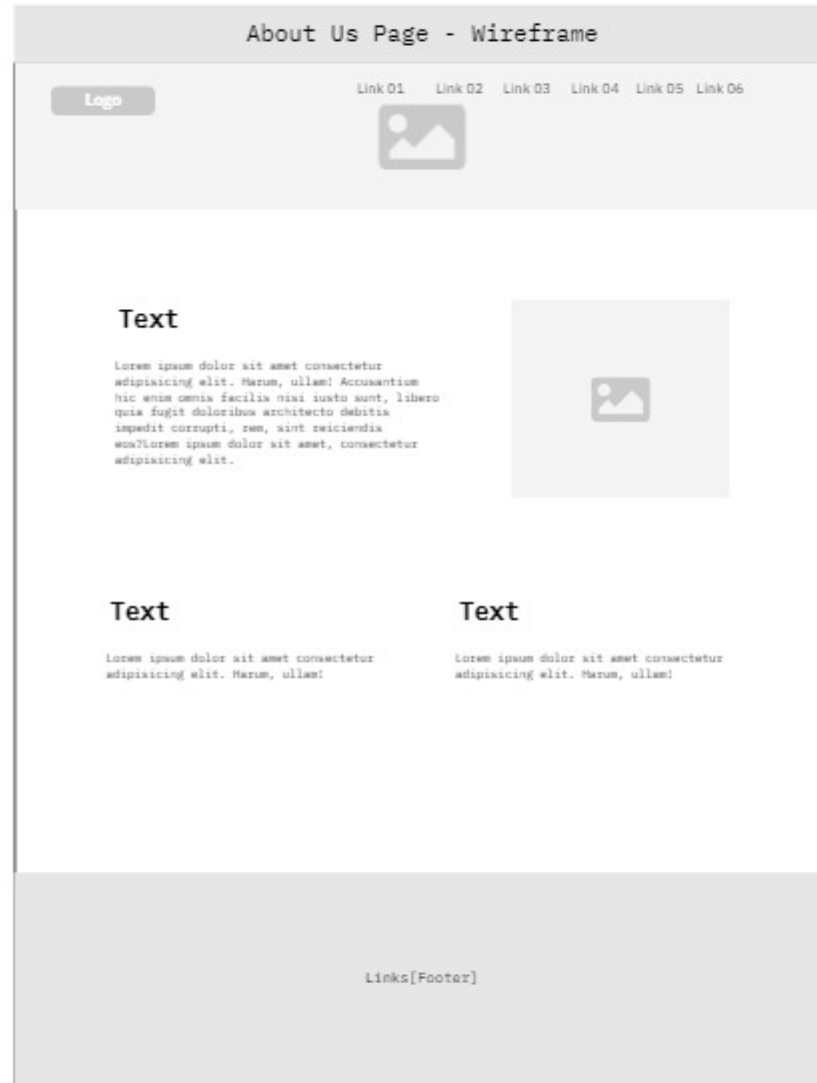 About Us Page - Wireframe
Logo
Link 01 Link 02 Link 03 Link 04 Link 05 Link 06
Text
Lorem ipsum dolor sit amet consectetur
adipisicing elit. Harum, ullam! Accusantium
hic enim omnis facilis nisi iusto sunt, libero
quia fugit doloribus architecto debitis
impedit corrupti, rem, sint reiciendis
eos?Lorem ipsum dolor sit amet, consectetur
adipisicing elit.
Text
Lorem ipsum dolor sit amet consectetur
adipisicing elit. Harum, ullam!
Text
Lorem ipsum dolor sit amet consectetur
adipisicing elit. Harum, ullam!
Links[Footer]